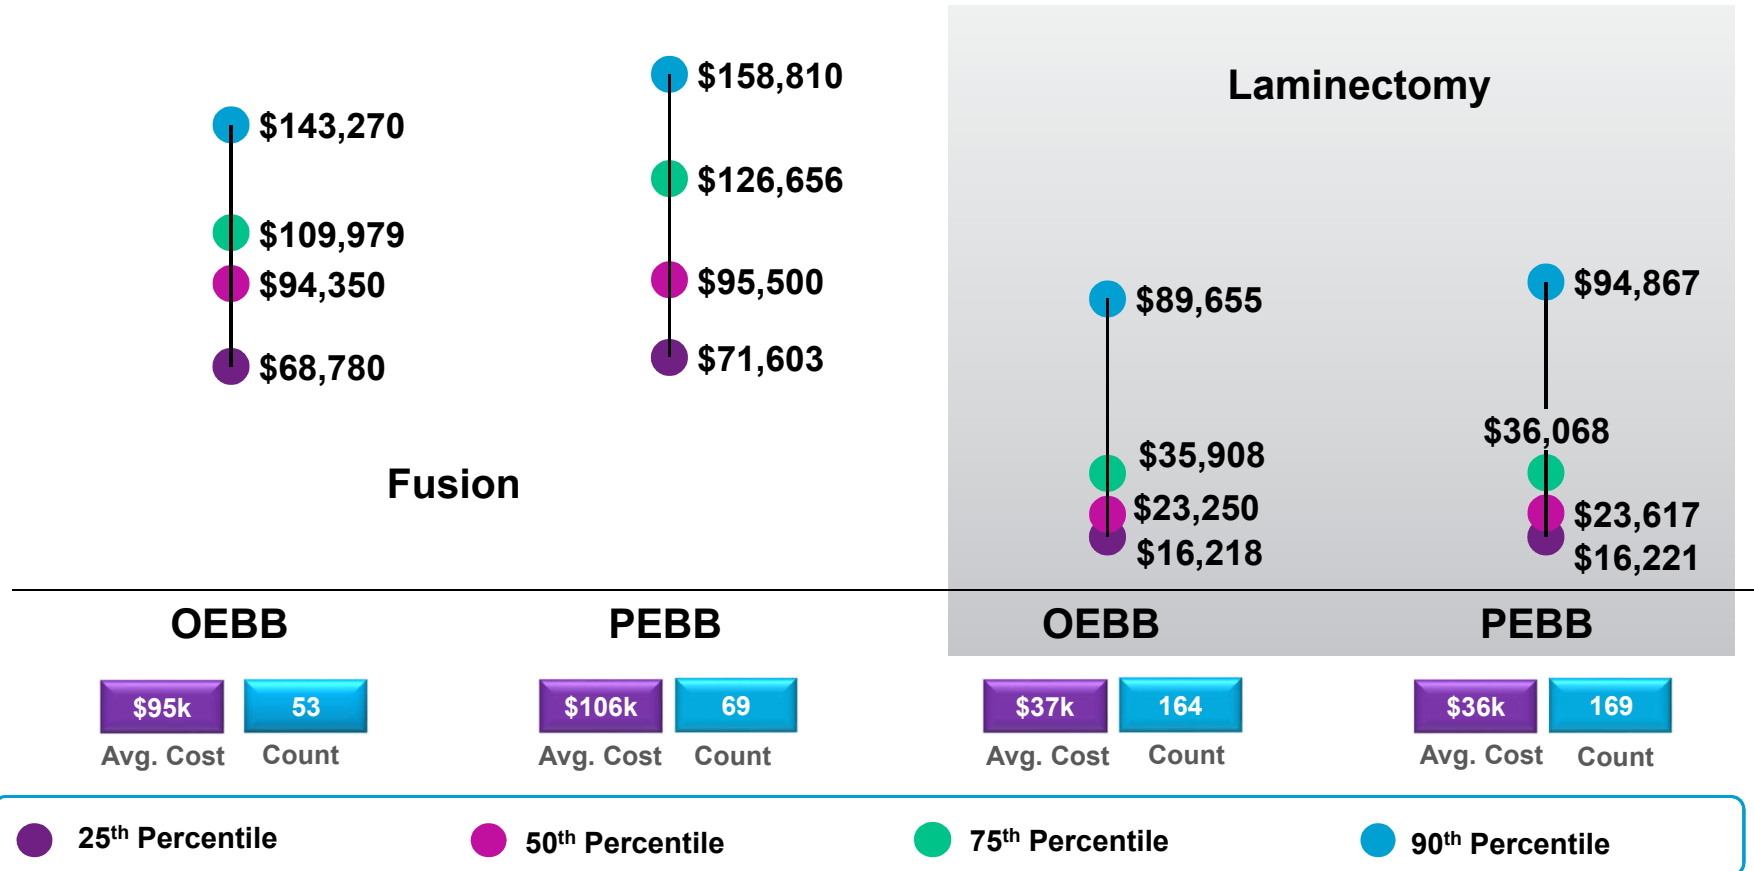 $158,810
Laminectomy
$143,270
$126,656
$109,979
$94,350
$95,500
$89,655
$94,867
$68,780
$71,603
$36,068
$35,908
Fusion
$23,250
$23,617
$16,218
$16,221
OEBB
PEBB
OEBB
PEBB
$95k
53
$106k
69
$37k
164
$36k
169
Avg. Cost
Count
Avg. Cost
Count
Avg. Cost
Count
Avg. Cost
Count
25th Percentile
50th Percentile
75th Percentile
90th Percentile